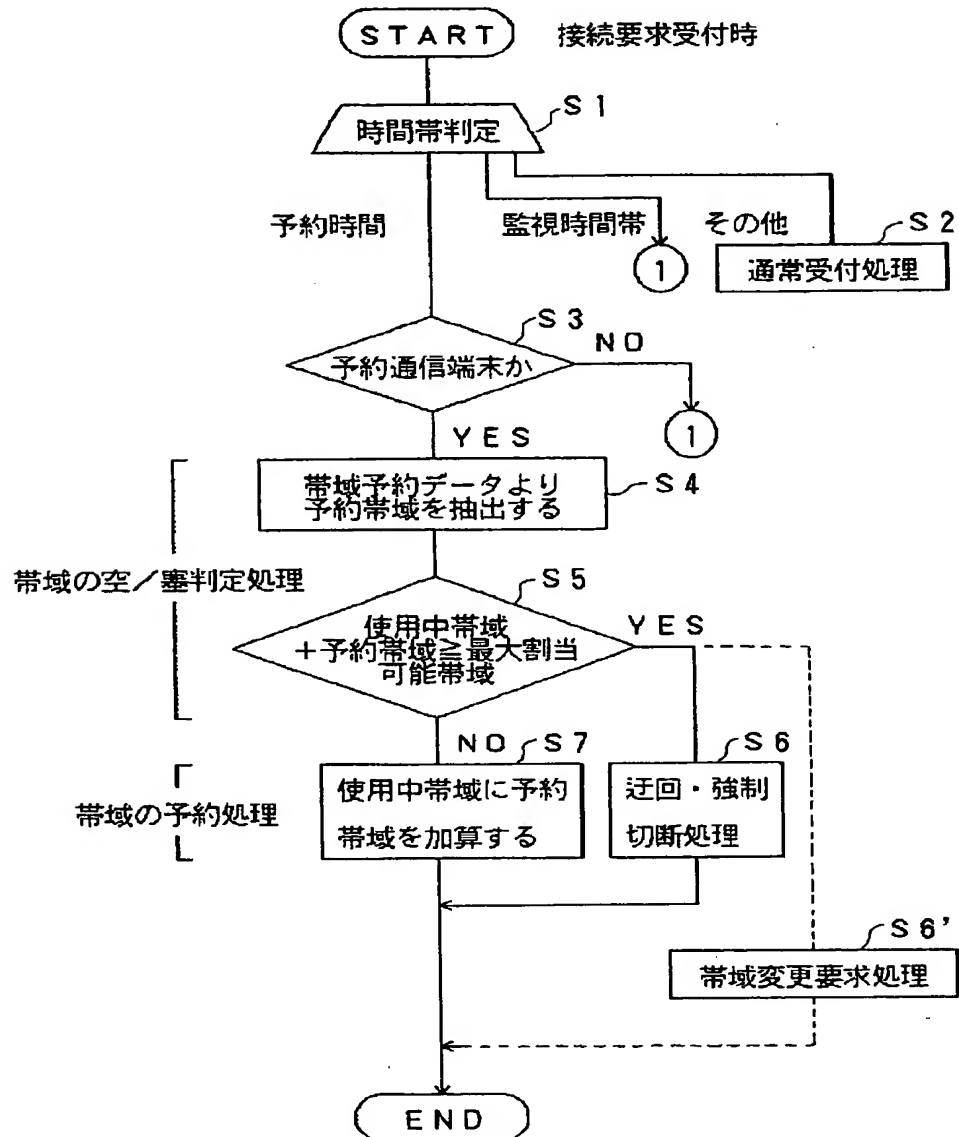 START
接続要求受付時
S1
時間帯判定
予約時間
監視時間帯
その他
S2
1
通常受付処理
S3
NO
予約通信端末か
1
YES
S4
帯域予約データより
予約帯域を抽出する
帯域の空/塞判定処理
S5
使用中帯域
+予約帯域≧最大割当
可能帯域
YES
NO
S7
S6
帯域の予約処理
使用中帯域に予約
帯域を加算する
迂回・強制
切断処理
S6'
帯域変更要求処理
END